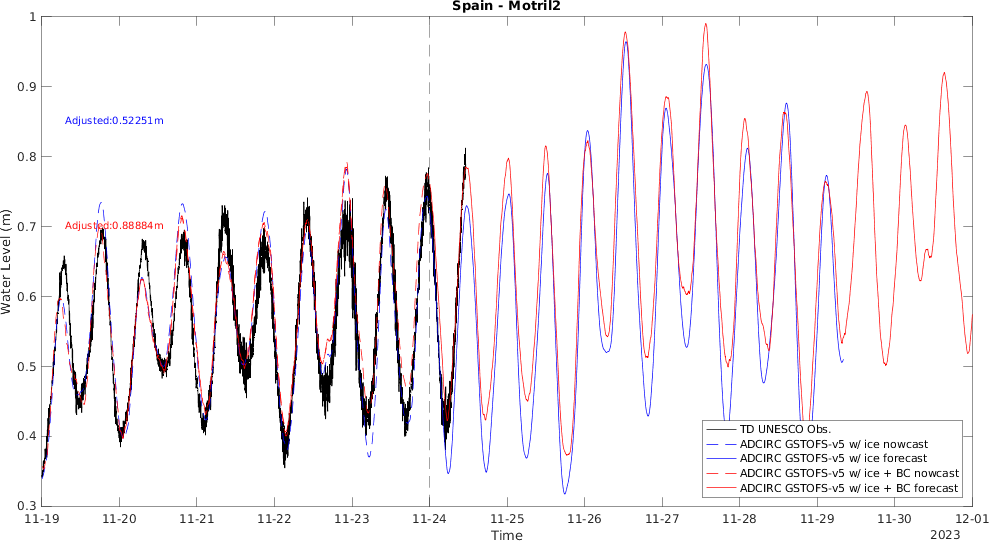 Spain - Motril2
1
0.9
0.8
0.7
0.6
0.5
0.4
0.3
Water Level (m)
Adjusted:0.52251m
Adjusted:0.88884m
TD UNESCO Obs.
ADCIRC GSTOFS-v5 w/ ice nowcast
ADCIRC GSTOFS-v5 w/ ice forecast
ADCIRC GSTOFS-v5 w/ ice + BC nowcast
ADCIRC GSTOFS-v5 w/ ice + BC forecast
11-19 11-20 11-21 11-22 11-23 11-24 11-25 11-26 11-27 11-28 11-29 11-30 12-01
Time
2023